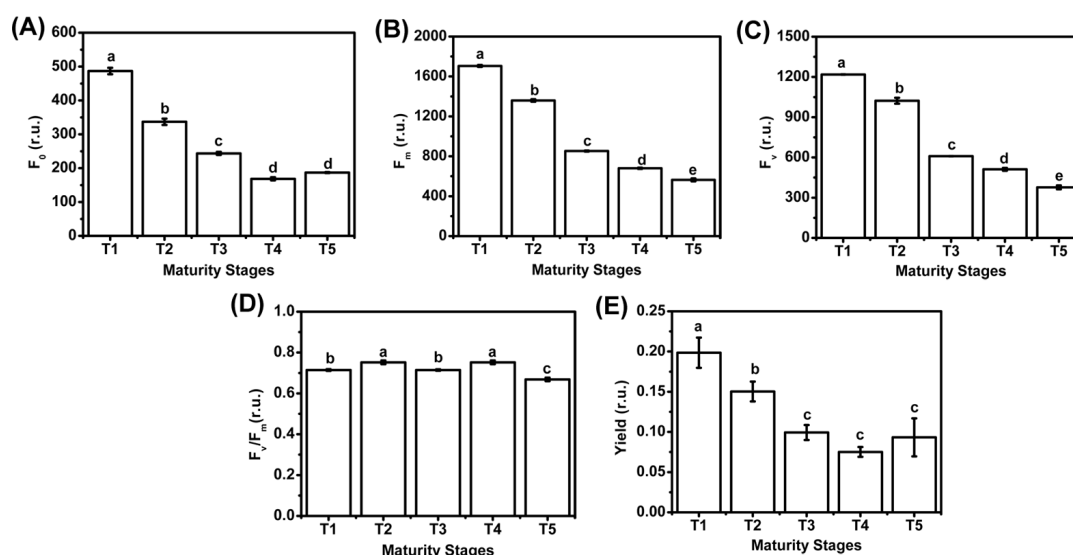 (A)
F0 (r.u.)
600
500
400
300
200
100
0
a
b
c
d
d
T1 T2 T3 T4 T5
Maturity Stages
(B)
Fm (r.u.)
2000
1600
1200
800
400
0
a
b
c
d
e
T1 T2 T3 T4 T5
Maturity Stages
(C)
Fv (r.u.)
1500
1200
900
600
300
0
a
b
c
d
e
T1 T2 T3 T4 T5
Maturity Stages
(D)
Fv/Fm (r.u.)
1.0
0.8
0.6
0.4
0.2
0.0
b
a
b
a
c
T1 T2 T3 T4 T5
Maturity Stages
(E)
Yield (r.u.)
0.25
0.20
0.15
0.10
0.05
0.00
a
b
c
c
c
T1 T2 T3 T4 T5
Maturity Stages